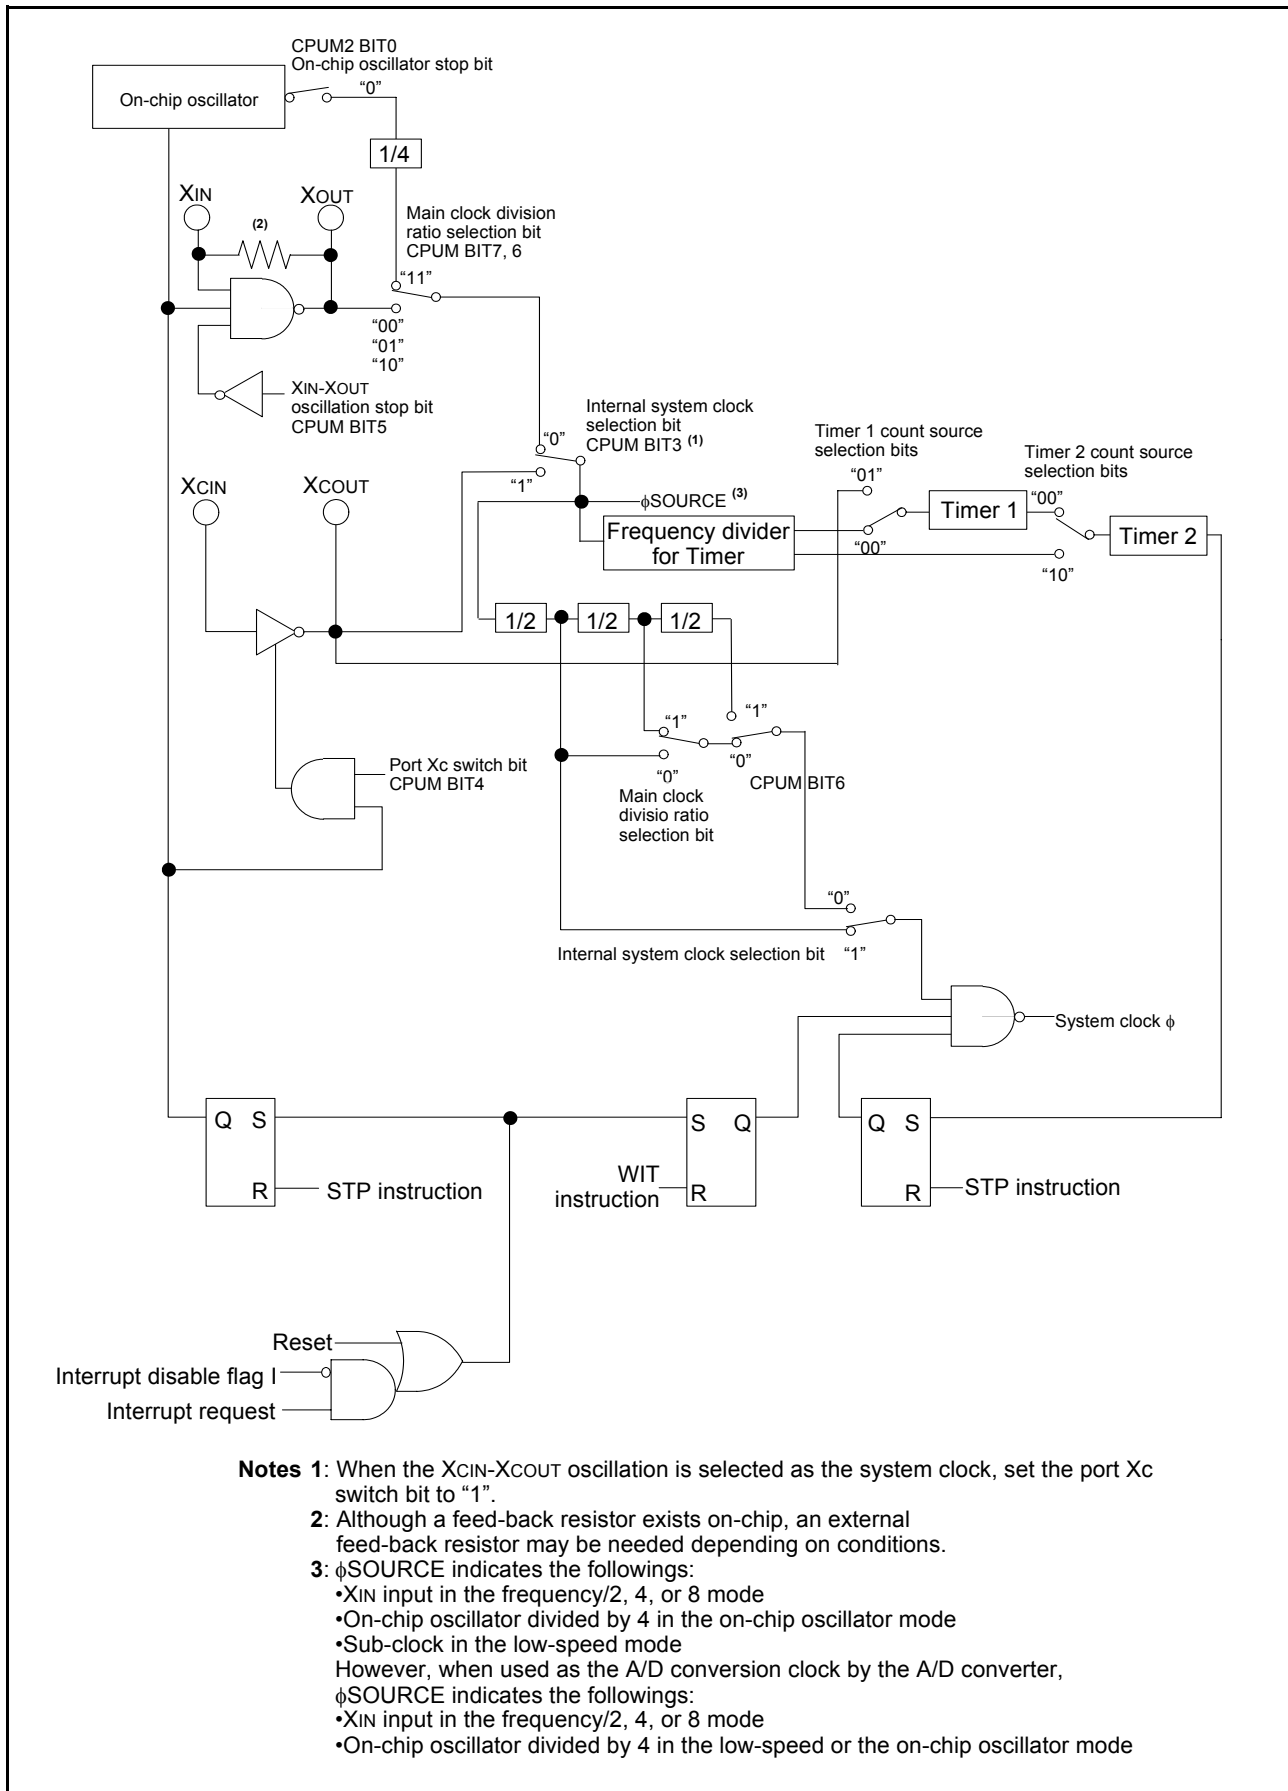 CPUM2 BIT0
On-chip oscillator stop bit
On-chip oscillator
“0”
1/4
XIN
XOUT
(2)
Main clock division
ratio selection bit
CPUM BIT7, 6
“11”
“00”
“01”
“10”
XIN-XOUT
oscillation stop bit
CPUM BIT5
Internal system clock
selection bit
CPUM BIT3 (1)
“0”
“1”
Timer 1 count source
selection bits
“01”
Timer 2 count source
selection bits
“00”
XCIN
XCOUT
ϕSOURCE (3)
Frequency divider
for Timer
“00”
Timer 1
Timer 2
“10”
1/2
1/2
1/2
“1”
“1”
“0”
“0”
CPUM BIT6
Main clock
divisio ratio
selection bit
Port Xc switch bit
CPUM BIT4
“0”
Internal system clock selection bit
“1”
System clock ϕ
Q S
R
STP instruction
S Q
R
WIT
instruction
Q S
R
STP instruction
Reset
Interrupt disable flag I
Interrupt request
Notes 1: When the XCIN-XCOUT oscillation is selected as the system clock, set the port Xc
switch bit to “1”.
2: Although a feed-back resistor exists on-chip, an external
feed-back resistor may be needed depending on conditions.
3: ϕSOURCE indicates the followings:
•XIN input in the frequency/2, 4, or 8 mode
•On-chip oscillator divided by 4 in the on-chip oscillator mode
•Sub-clock in the low-speed mode
However, when used as the A/D conversion clock by the A/D converter,
ϕSOURCE indicates the followings:
•XIN input in the frequency/2, 4, or 8 mode
•On-chip oscillator divided by 4 in the low-speed or the on-chip oscillator mode